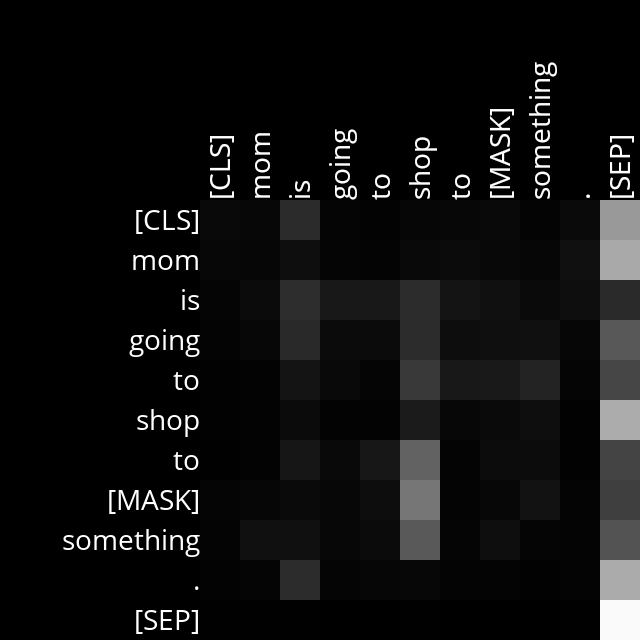 [CLS] mom is going to shop to [MASK] something . [SEP]
[CLS]
mom
is
going
to
shop
to
[MASK]
something
.
[SEP]